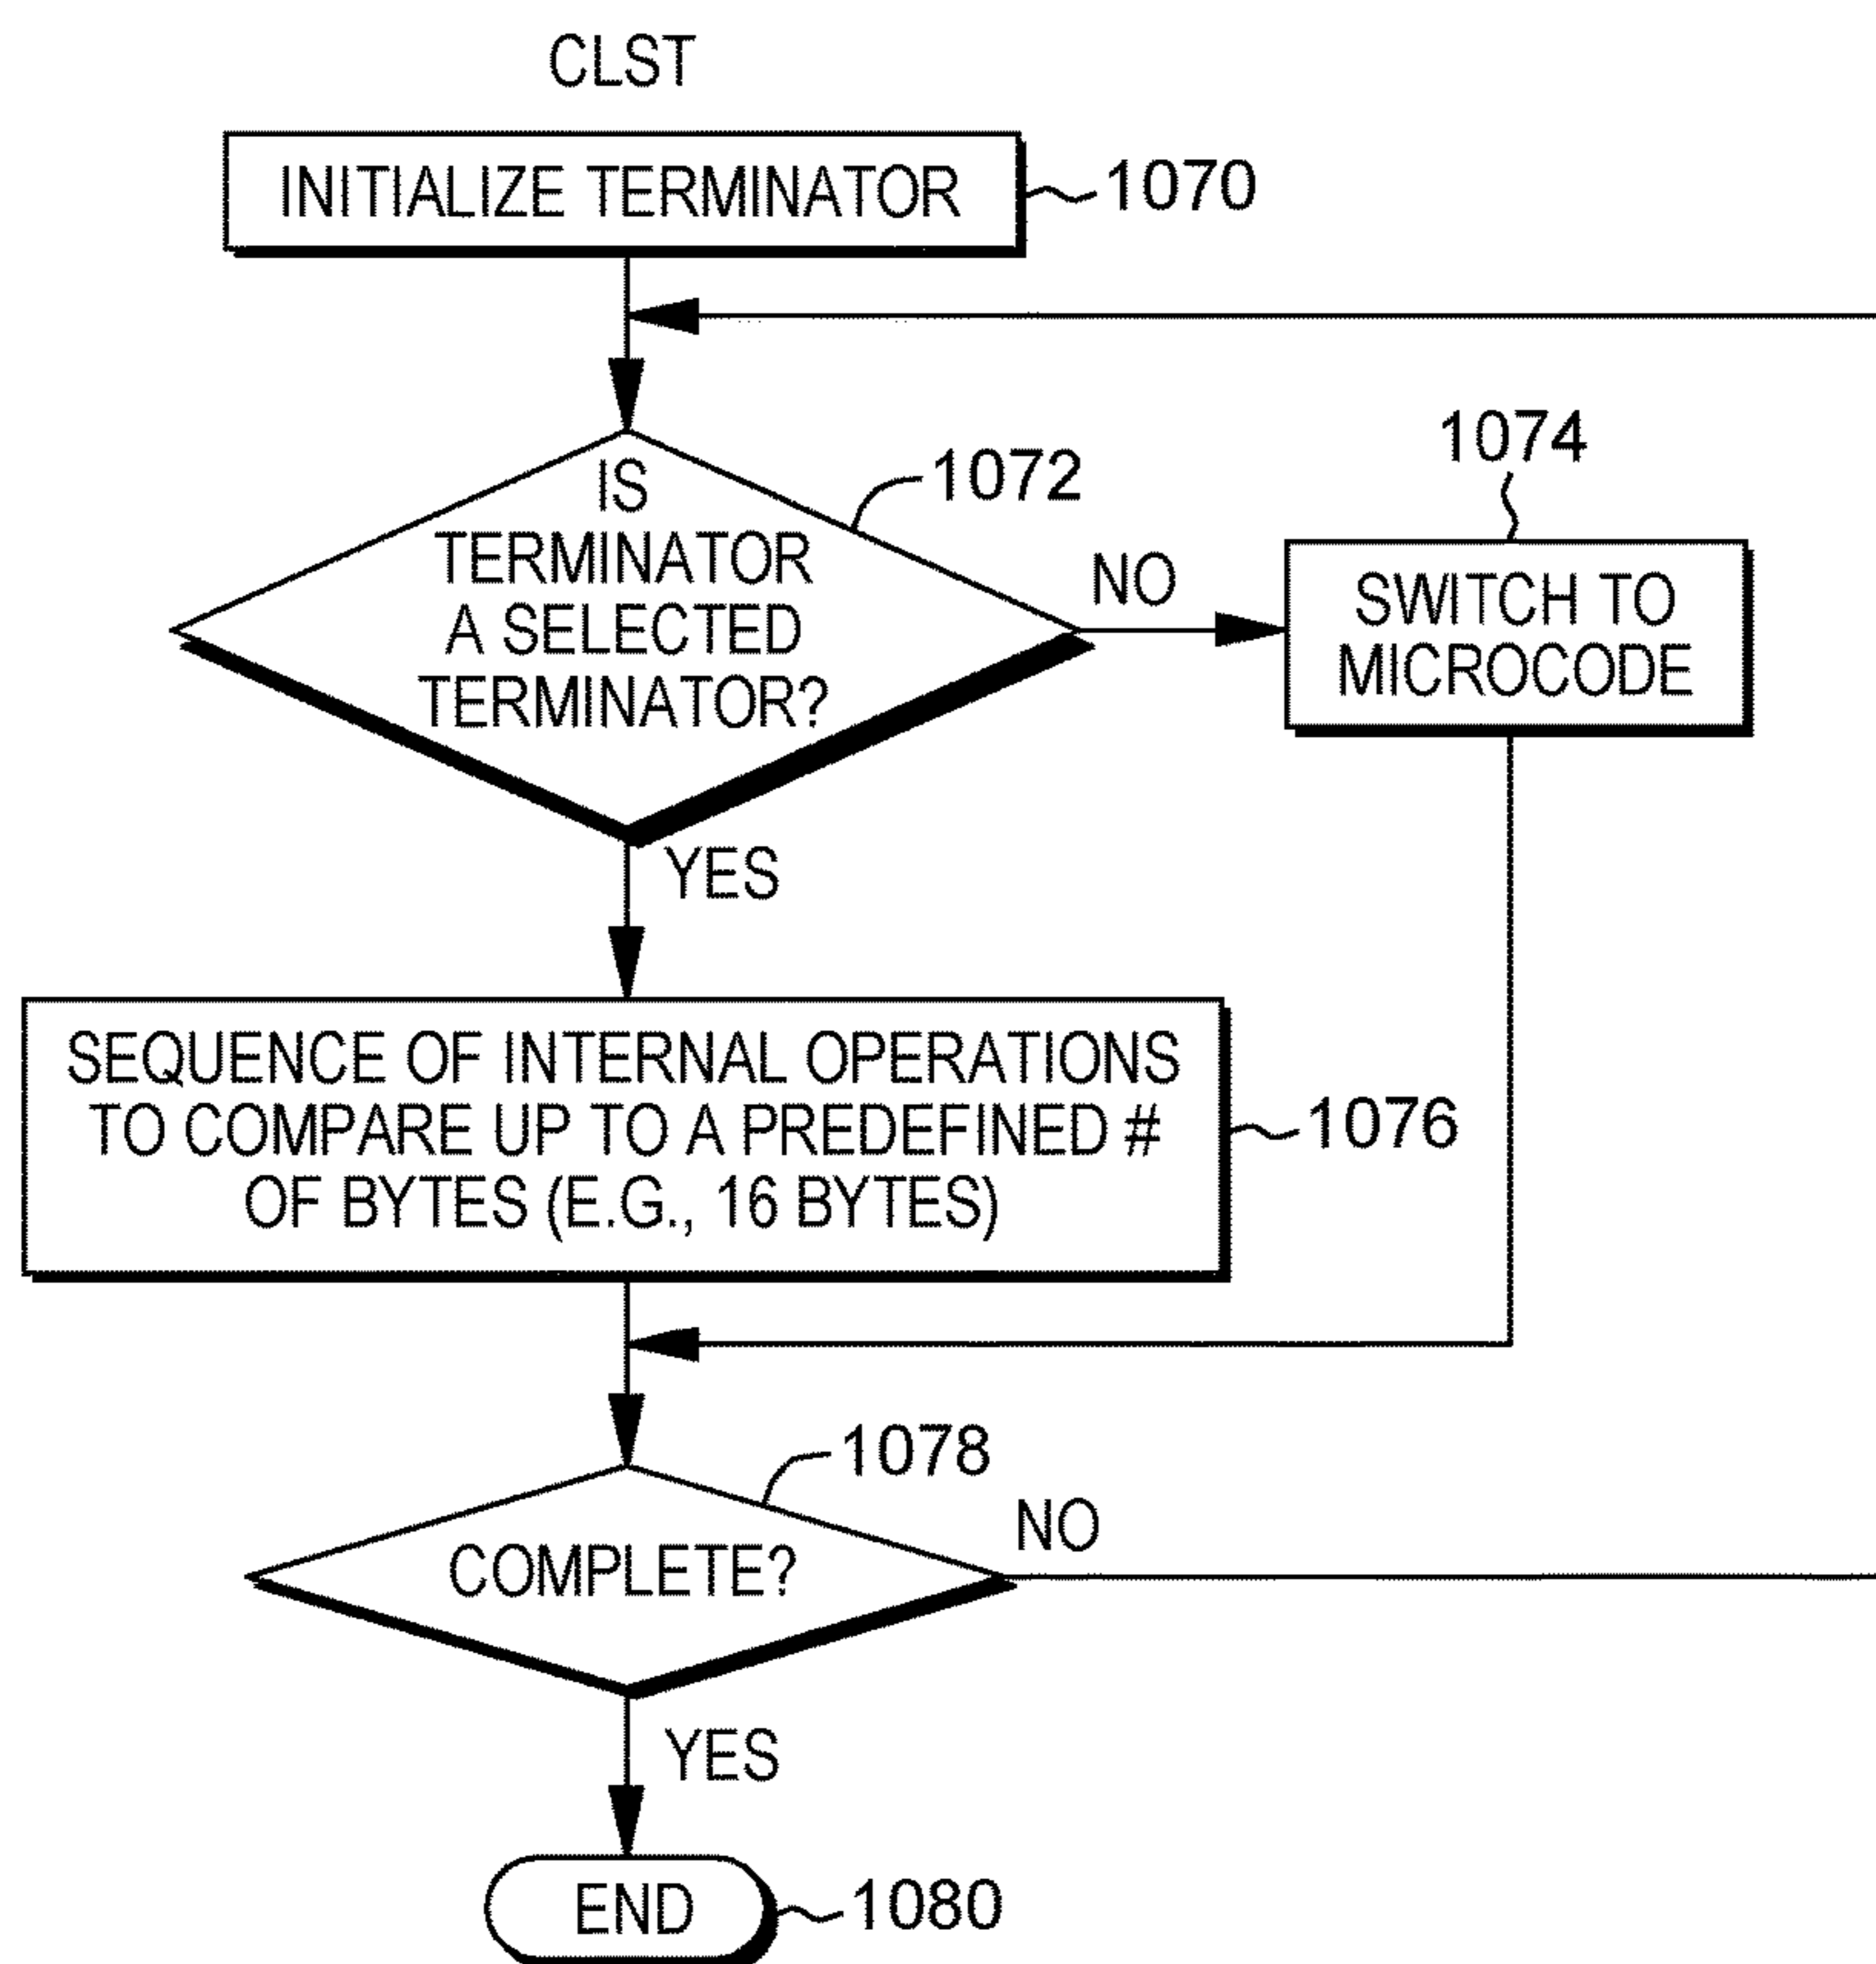 CLST
INITIALIZE TERMINATOR
1070
IS
TERMINATOR
A SELECTED
TERMINATOR?
1072
NO
1074
SWITCH TO
MICROCODE
YES
SEQUENCE OF INTERNAL OPERATIONS
TO COMPARE UP TO A PREDEFINED #
OF BYTES (E.G., 16 BYTES)
1076
1078
COMPLETE?
NO
YES
END
1080